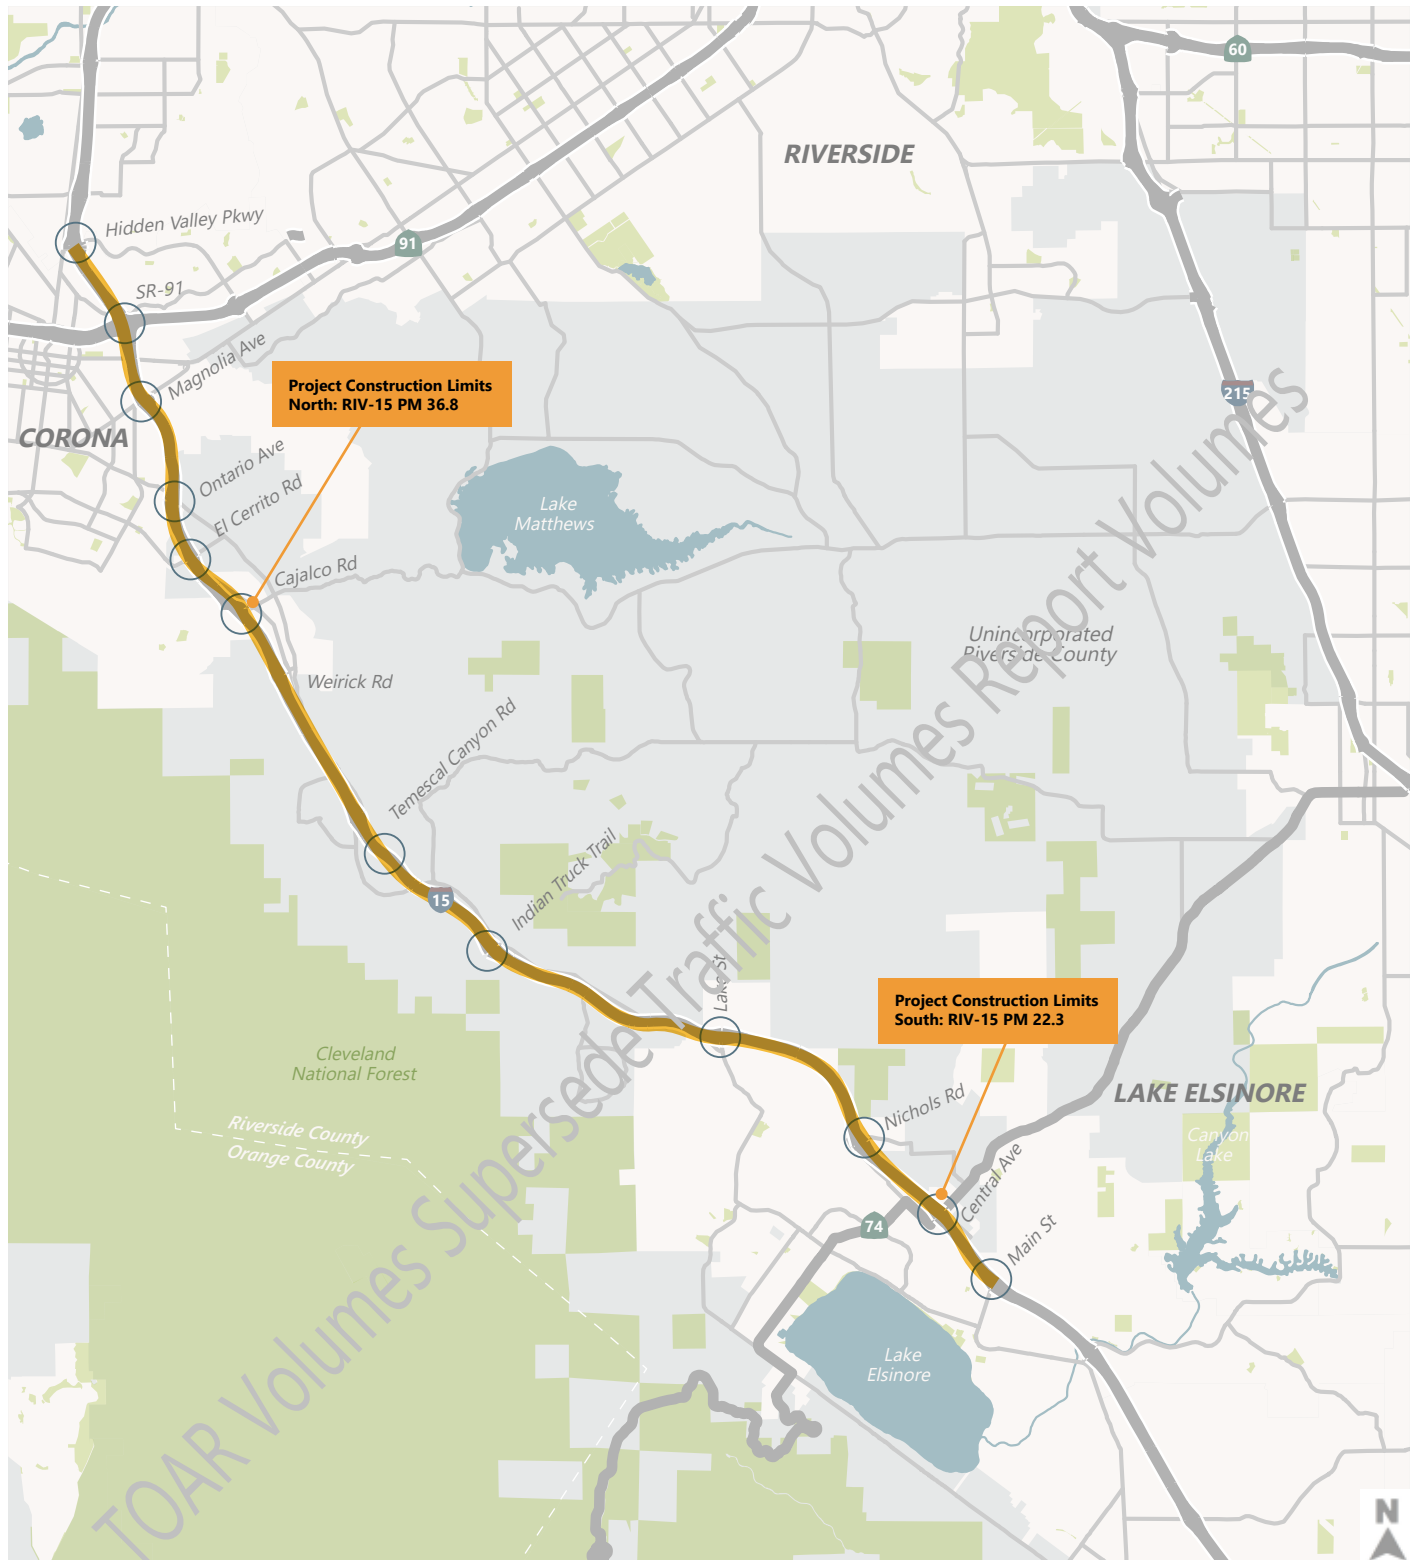 60
RIVERSIDE
Hidden Valley Pkwy
91
SR-91
Magnolia Ave
Project Construction Limits
North: RIV-15 PM 36.8
215
CORONA
Ontario Ave
El Cerrito Rd
Lake
Matthews
Cajalco Rd
Unincorporated
Riverside County
Weirick Rd
Temescal Canyon Rd
Indian Truck Trail
15
Lake St
Project Construction Limits
South: RIV-15 PM 22.3
Cleveland
National Forest
Nichols Rd
LAKE ELSINORE
Riverside County
Orange County
Canyon
Lake
Central Ave
74
Main St
Lake
Elsinore
TOAR Volumes Supersede Traffic Volumes Report Volumes
N